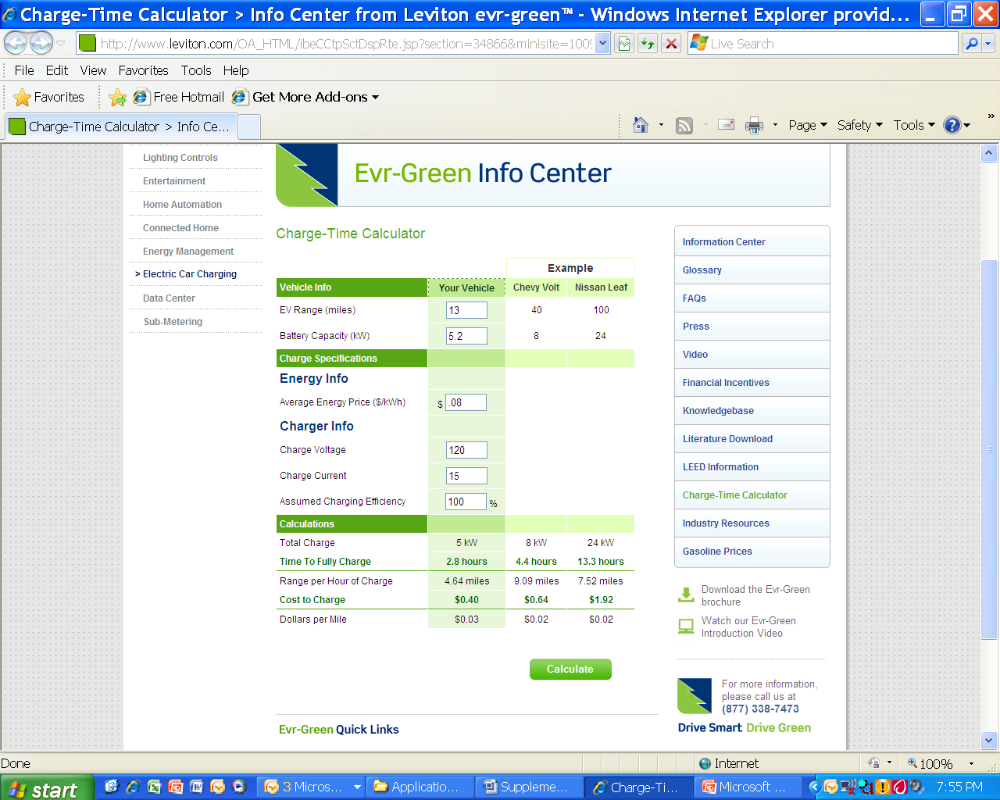 Charge-Time Calculator > Info Center from Leviton evr-green™ - Windows Internet Explorer provid...
http://www.leviton.com/OA_HTML/ibeCCtpSctDspRte.jsp?section=34866&minisite=1009
Live Search
File Edit View Favorites Tools Help
Favorites Free Hotmail Get More Add-ons
Charge-Time Calculator > Info Ce...
Page Safety Tools »
Lighting Controls
Entertainment
Home Automation
Connected Home
Energy Management
> Electric Car Charging
Data Center
Sub-Metering
Evr-Green Info Center
Charge-Time Calculator
Example
Vehicle Info Your Vehicle Chevy Volt Nissan Leaf
EV Range (miles) 13 40 100
Battery Capacity (kW) 5.2 8 24
Charge Specifications
Energy Info
Average Energy Price ($/kWh) $ .08
Charger Info
Charge Voltage 120
Charge Current 15
Assumed Charging Efficiency 100 %
Calculations
Total Charge 5 kW 8 kW 24 kW
Time To Fully Charge 2.8 hours 4.4 hours 13.3 hours
Range per Hour of Charge 4.64 miles 9.09 miles 7.52 miles
Cost to Charge $0.40 $0.64 $1.92
Dollars per Mile $0.03 $0.02 $0.02
Calculate
Evr-Green Quick Links
Information Center
Glossary
FAQs
Press
Video
Financial Incentives
Knowledgebase
Literature Download
LEED Information
Charge-Time Calculator
Industry Resources
Gasoline Prices
Download the Evr-Green
brochure
Watch our Evr-Green
Introduction Video
For more information,
please call us at
(877) 338-7473
Drive Smart Drive Green
Done Internet 100%
start 3 Micros... Applicatio... Suppleme... Charge-Ti... Microsoft ... 7:55 PM